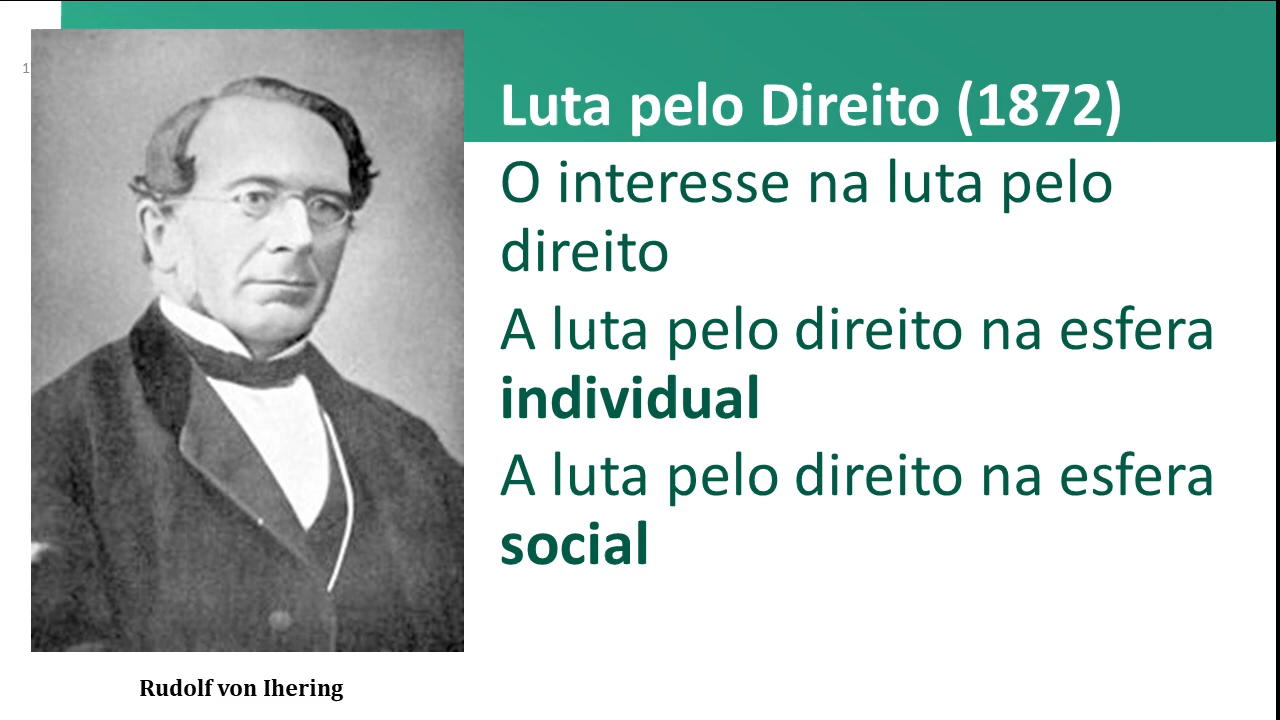 1
Luta pelo Direito (1872)
O interesse na luta pelo
direito
A luta pelo direito na esfera
individual
A luta pelo direito na esfera
social
Rudolf von Ihering